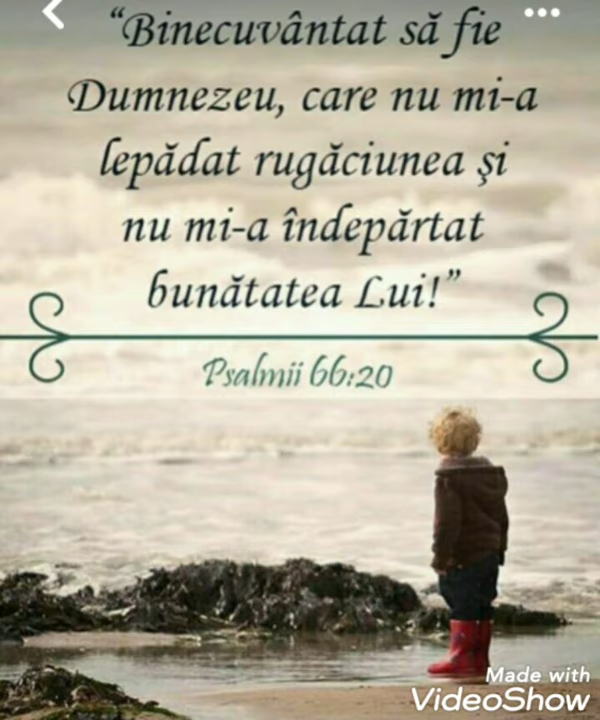 “Binecuvântat să fie
Dumnezeu, care nu mi-a
lepădat rugăciunea şi
nu mi-a îndepărtat
bunătatea Lui!”
Psalmii 66:20
Made with
VideoShow